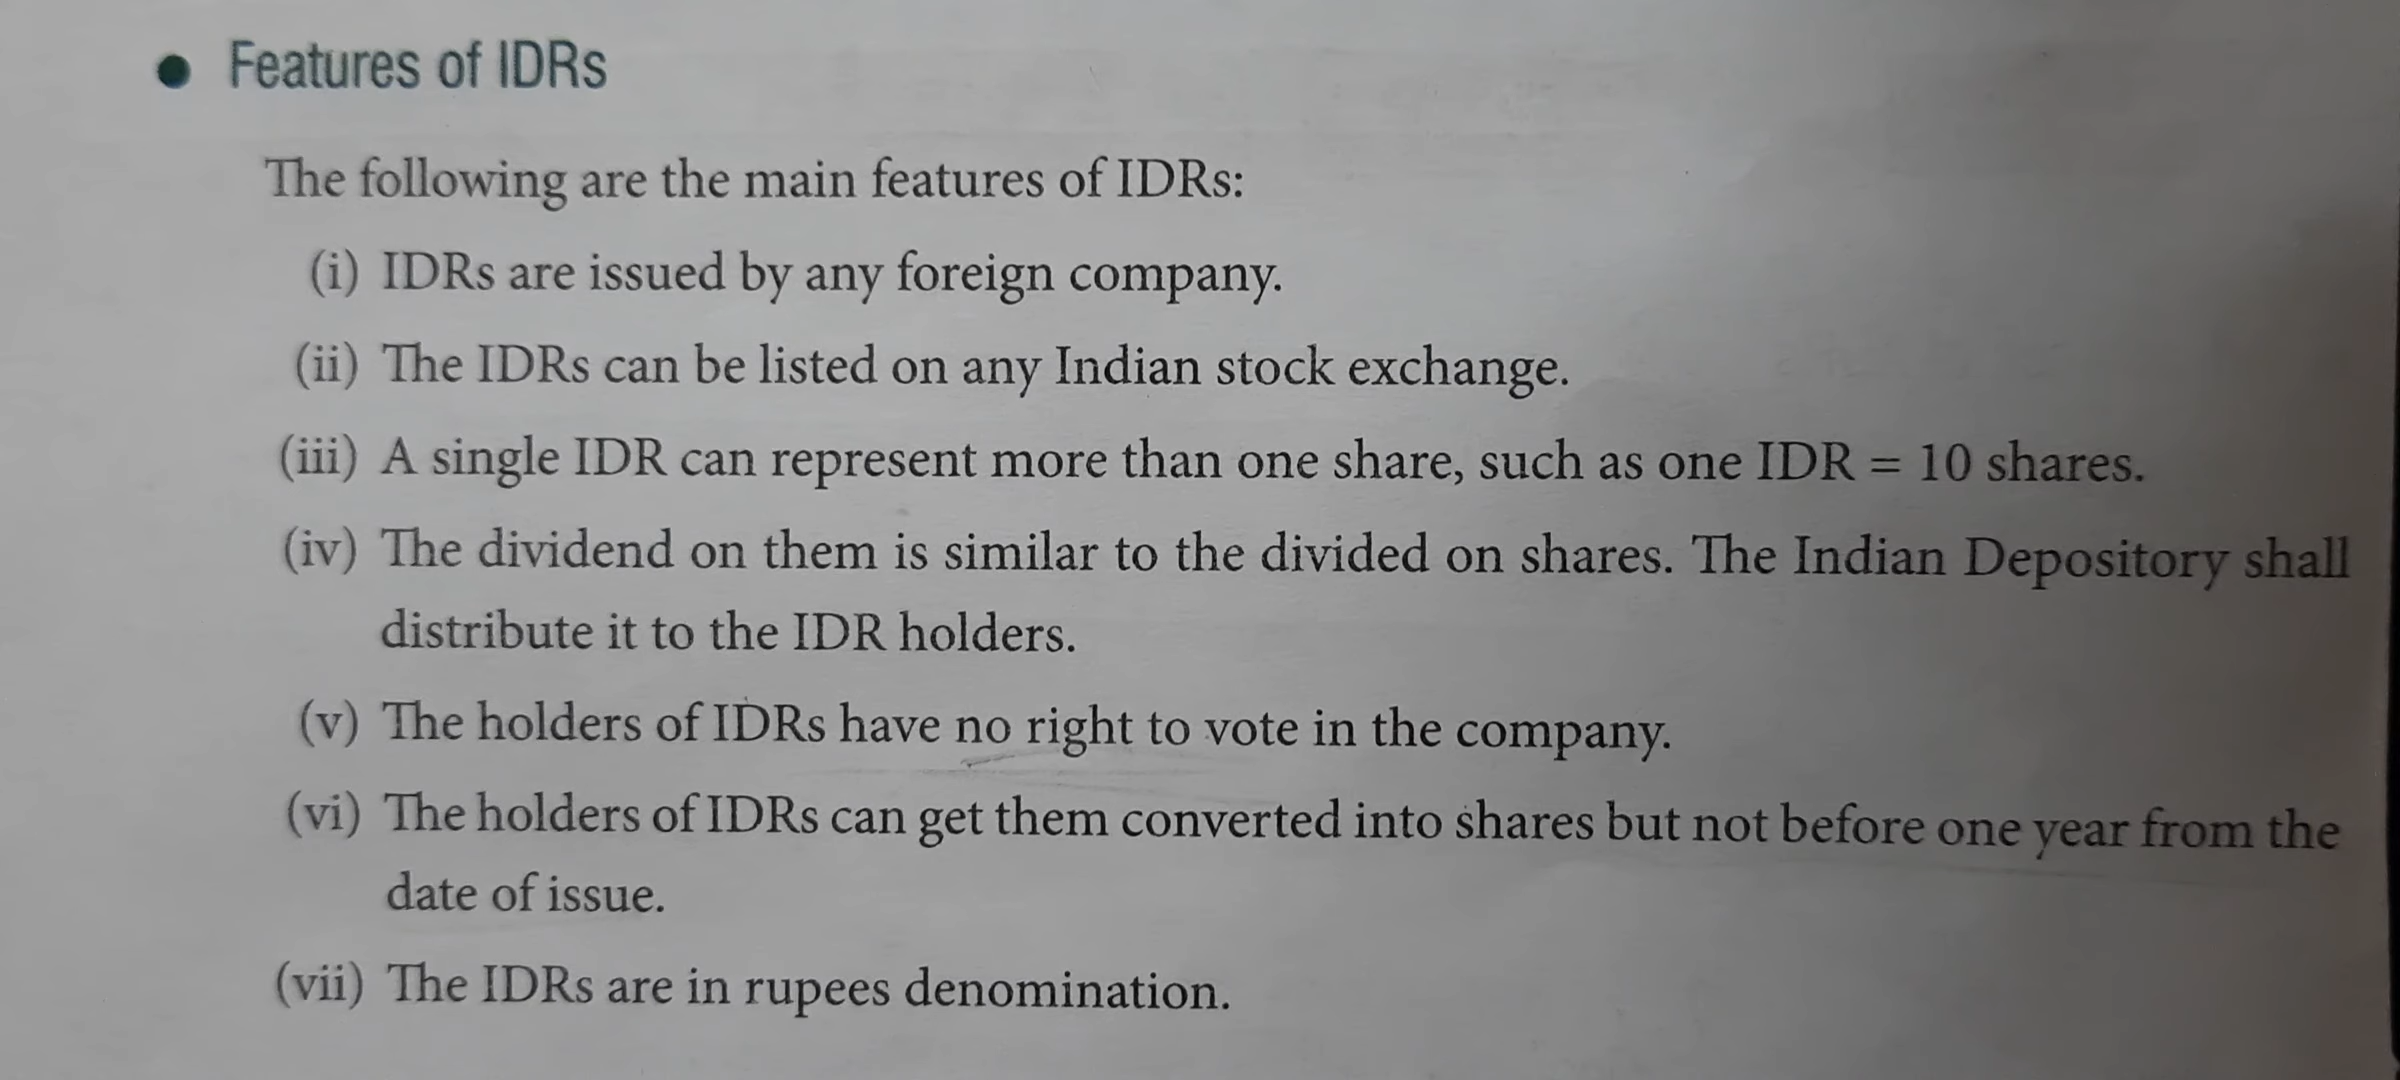 ● Features of IDRs
The following are the main features of IDRs:
(i) IDRs are issued by any foreign company.
(ii) The IDRs can be listed on any Indian stock exchange.
(iii) A single IDR can represent more than one share, such as one IDR = 10 shares.
(iv) The dividend on them is similar to the divided on shares. The Indian Depository shall
distribute it to the IDR holders.
(v) The holders of IDRs have no right to vote in the company.
(vi) The holders of IDRs can get them converted into shares but not before one year from the
date of issue.
(vii) The IDRs are in rupees denomination.